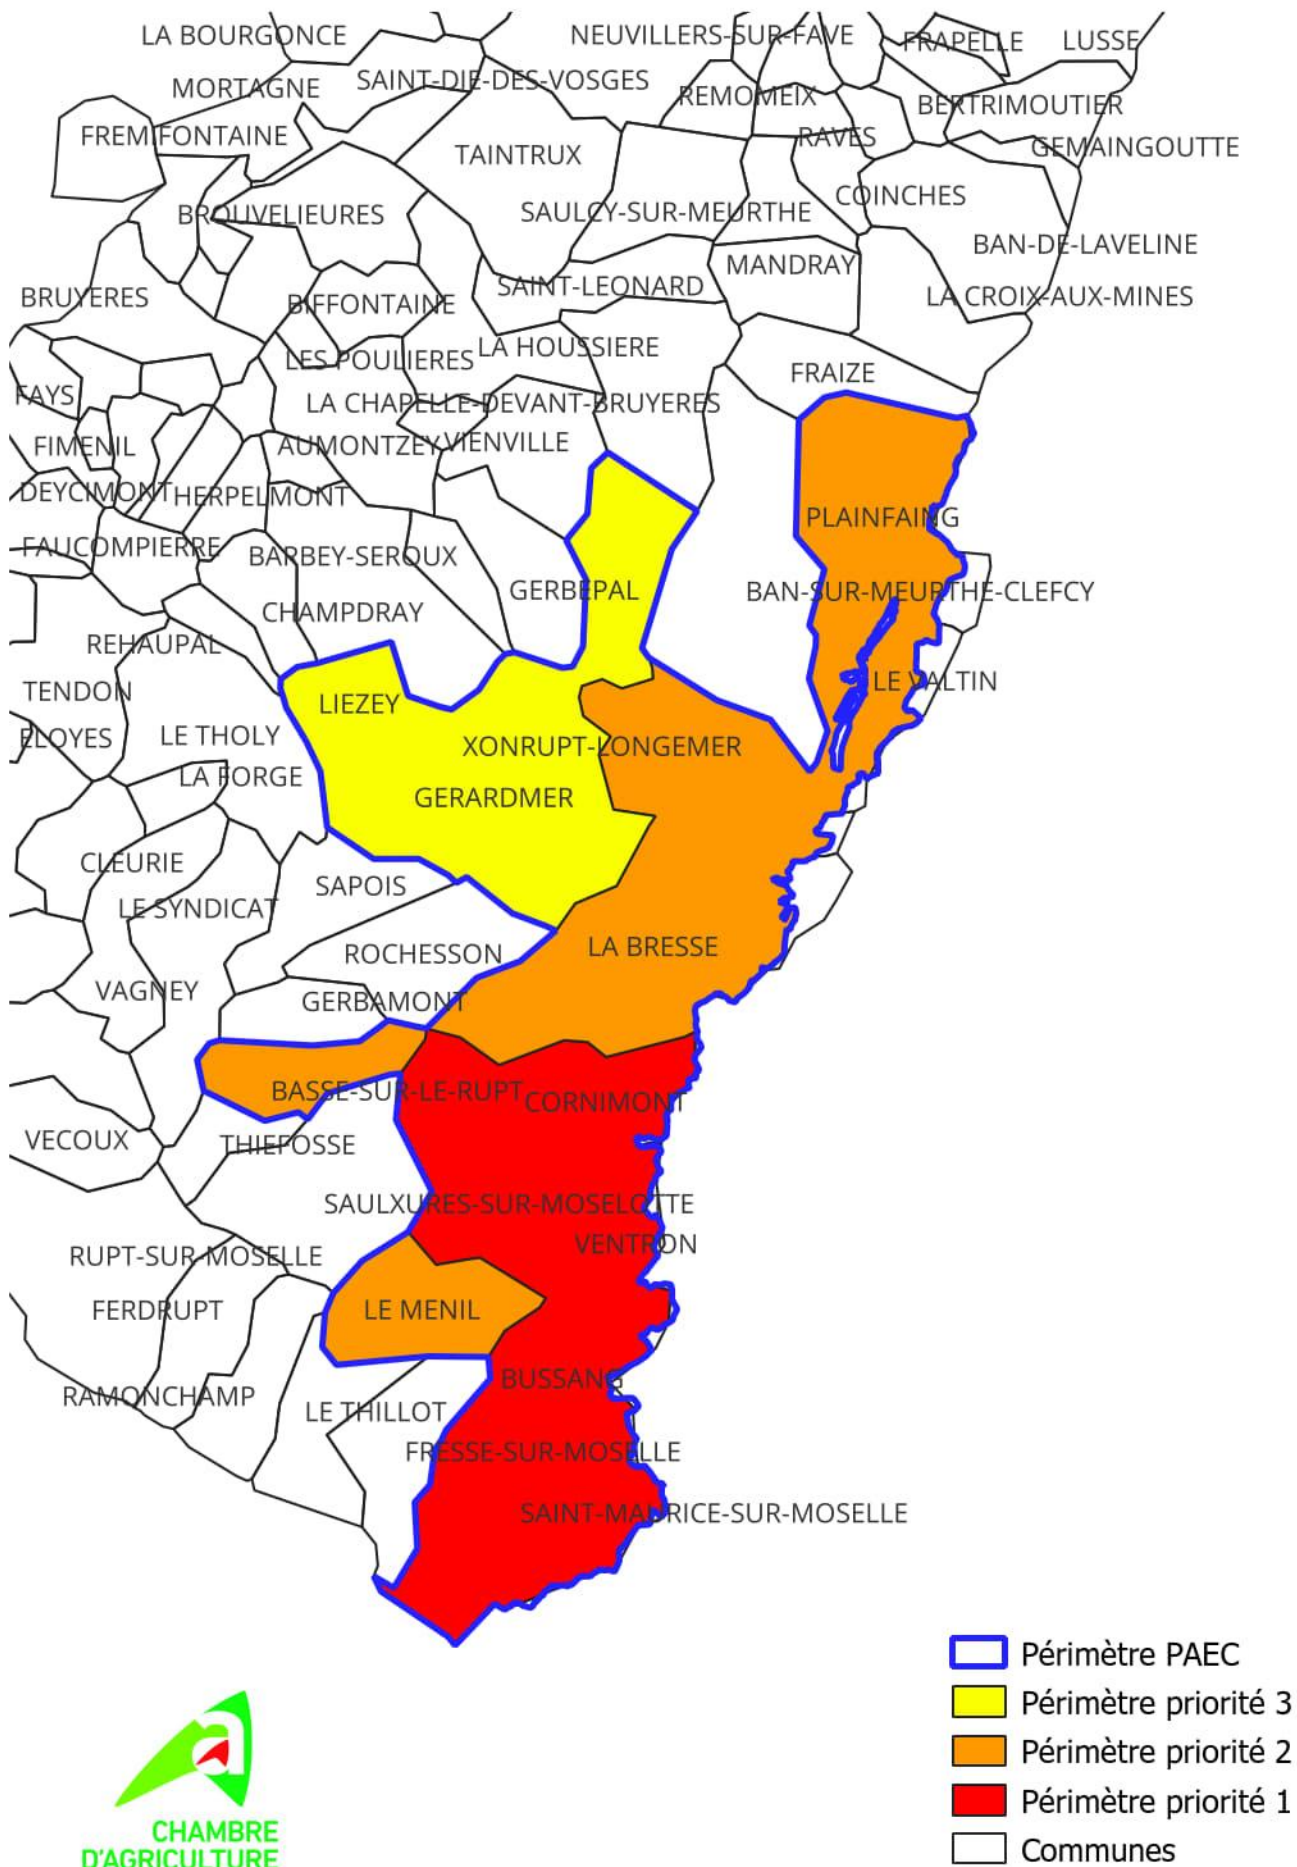 LA BOURGONCE
NEUVILLERS-SUR-FAVE
FRAPELLE
LUSSE
MORTAGNE
SAINT-DIE-DES-VOSGES
REMOMEIX
BERTRIMOUTIER
FREMIFONTAINE
TAINTRUX
RAVES
GEMAINGOUTTE
BROUVELIEURES
SAULCY-SUR-MEURTHE
COINCHES
BAN-DE-LAVELINE
BRUYERES
BIFFONTAINE
SAINT-LEONARD
MANDRAY
LA CROIX-AUX-MINES
LES POULIERES
LA HOUSSIERE
FRAIZE
FAYS
LA CHAPELLE-DEVANT-BRUYERES
FIMENIL
AUMONTZEY
VIENVILLE
DEYCIMONT
HERPELMONT
PLAINFAING
FAUCOMPIERRE
BARBEY-SEROUX
GERBEPAL
BAN-SUR-MEURTHE-CLEFCY
CHAMPDRAY
REHAUPAL
TENDON
LIEZEY
LE VALTIN
ELOYES
LE THOLY
XONRUPT-LONGEMER
LA FORGE
GERARDMER
CLEURIE
SAPOIS
LE SYNDICAT
ROCHESSON
LA BRESSE
VAGNEY
GERBAMONT
BASSE-SUR-LE-RUPT
CORNIMONT
VECOUX
THIEFOSSE
SAULXURES-SUR-MOSELOTTE
VENTRON
RUPT-SUR-MOSELLE
FERDRUPT
LE MENIL
BUSSANG
RAMONCHAMP
LE THILLOT
FRESSE-SUR-MOSELLE
SAINT-MAURICE-SUR-MOSELLE
Périmètre PAEC
Périmètre priorité 3
Périmètre priorité 2
Périmètre priorité 1
Communes
a
CHAMBRE
D'AGRICULTURE